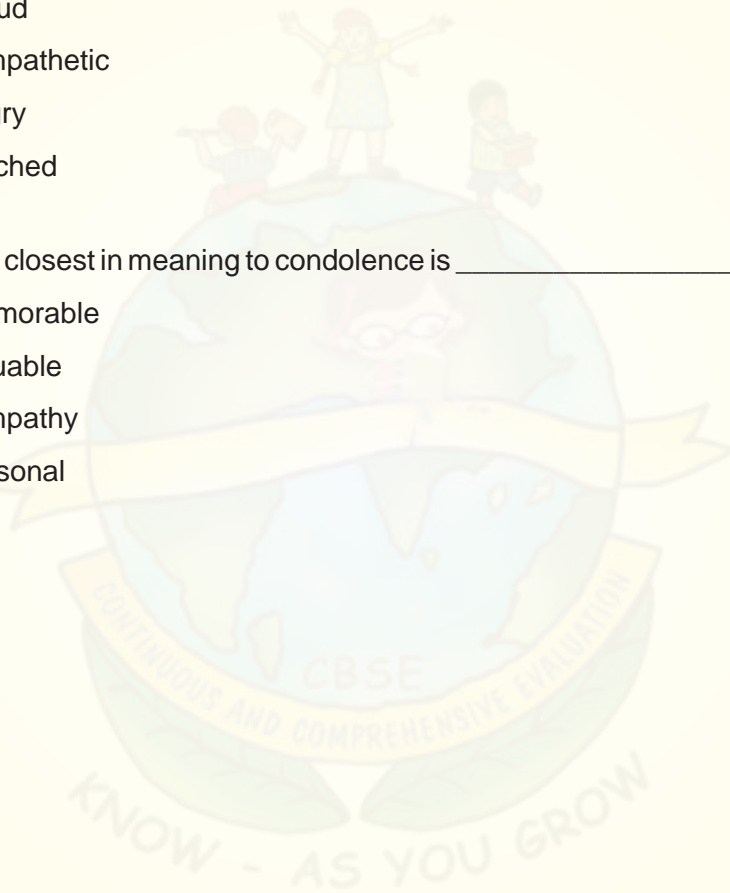 ud
npathetic
ry
ched
closest in meaning to condolence is ____________________
morable
uable
npathy
sonal
CBSE
CONTINUOUS AND COMPREHENSIVE EVALUATION
KNOW - AS YOU GROW